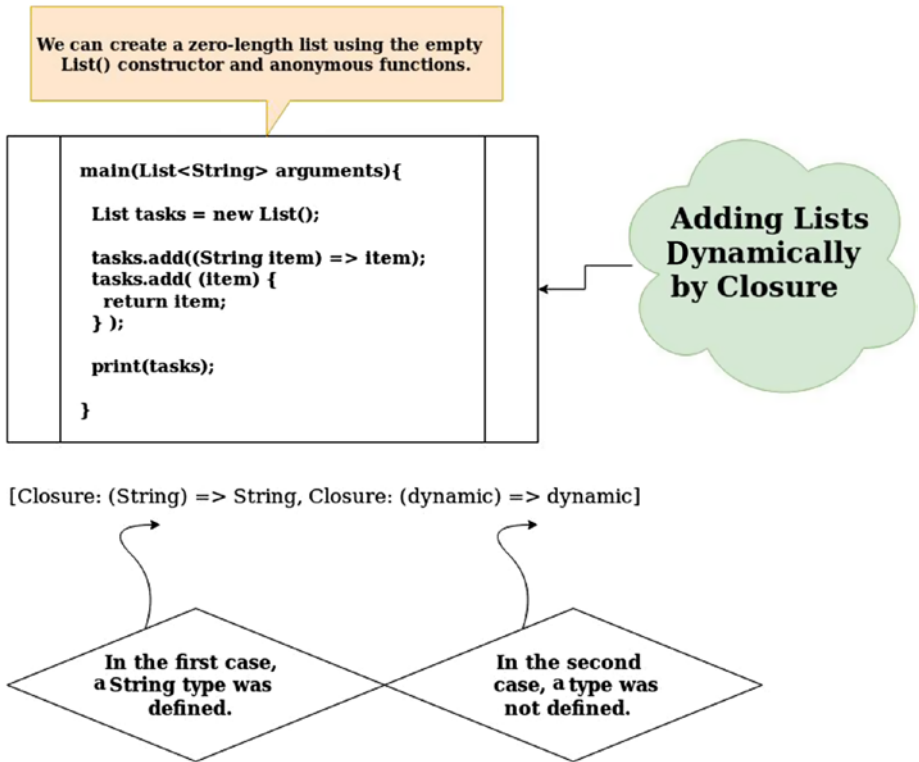 We can create a zero-length list using the empty
List() constructor and anonymous functions.
main(List<String> arguments){
List tasks = new List();
tasks.add((String item) => item);
tasks.add( (item) {
return item;
} );
print(tasks);
}
Adding Lists
Dynamically
by Closure
[Closure: (String) => String, Closure: (dynamic) => dynamic]
In the first case,
a String type was
defined.
In the second
case, a type was
not defined.